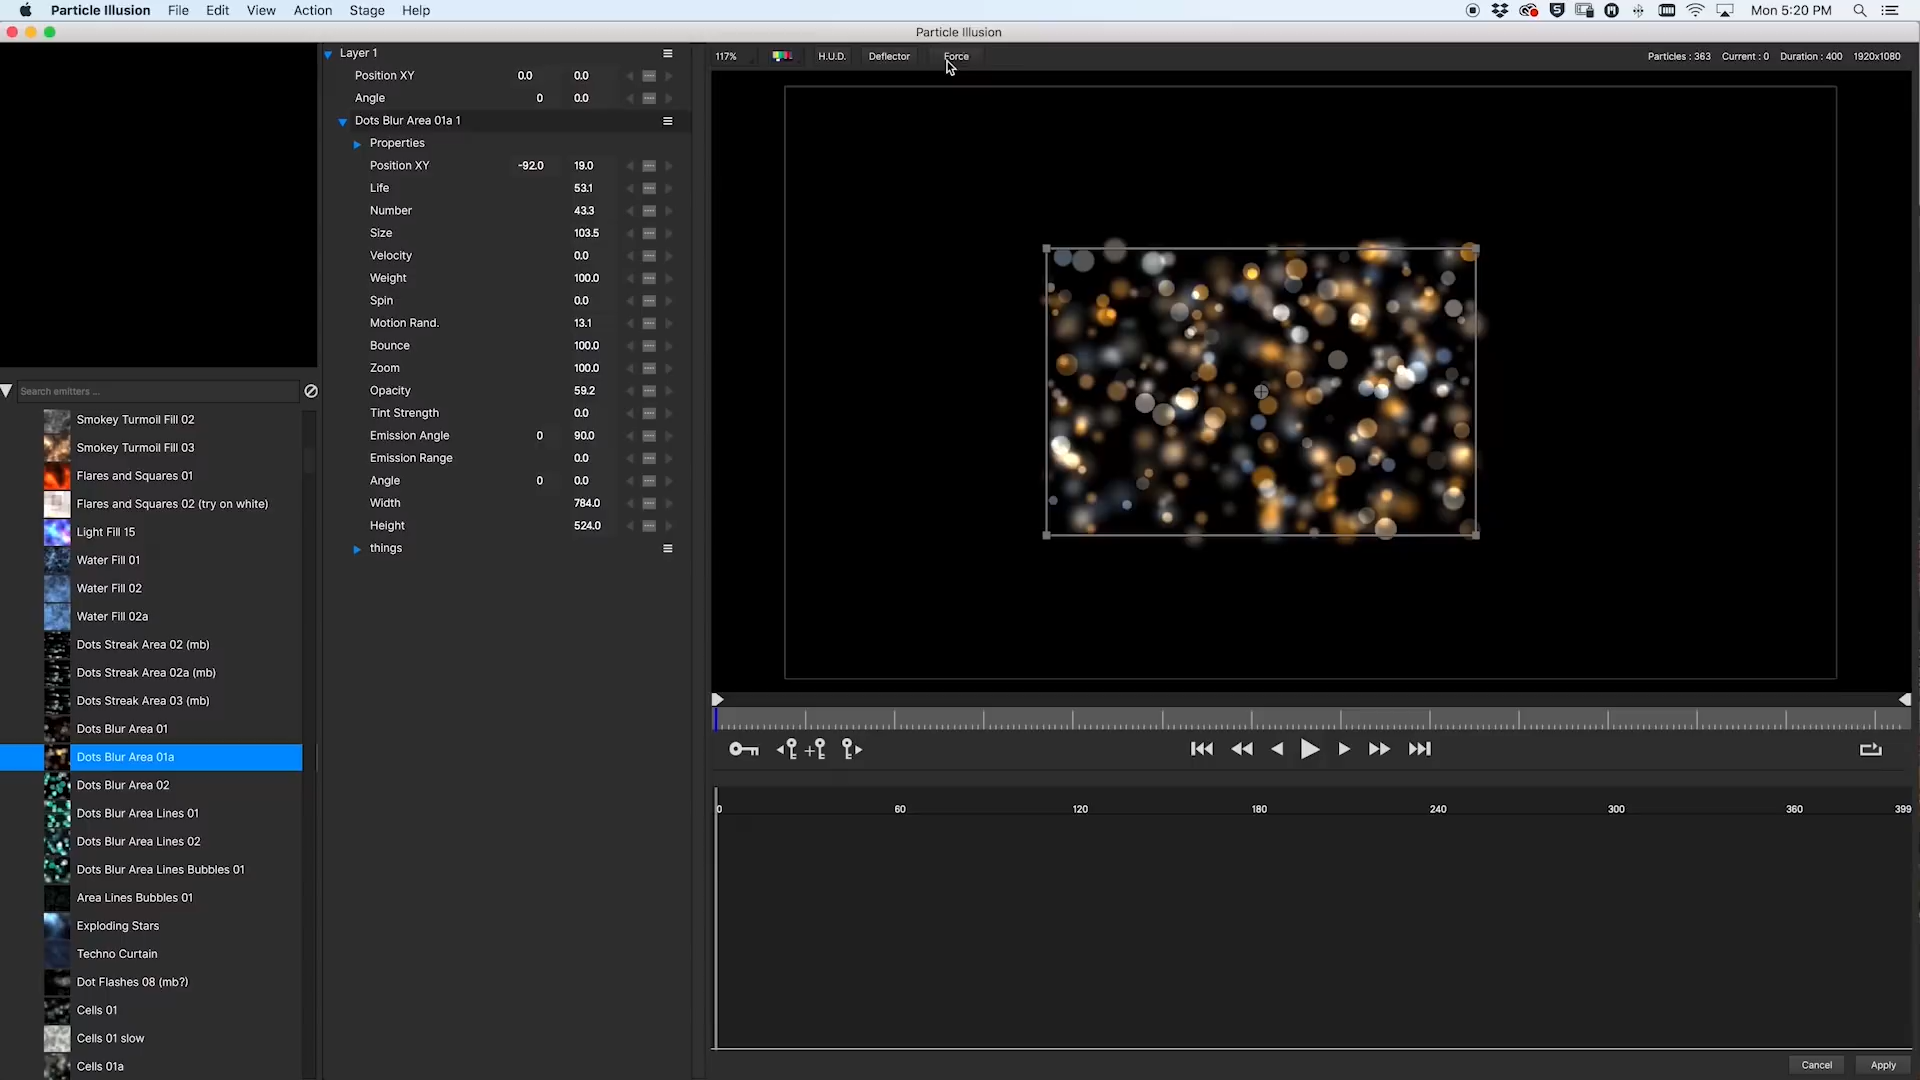 Particle Illusion File Edit View Action Stage Help Mon 5:20 PM
Particle Illusion
117% H.U.D. Deflector Force Particles : 363 Current : 0 Duration : 400 1920x1080
Layer 1
Position XY 0.0 0.0
Angle 0 0.0
Dots Blur Area 01a 1
Properties
Position XY -92.0 19.0
Life 53.1
Number 43.3
Size 103.5
Velocity 0.0
Weight 100.0
Spin 0.0
Motion Rand. 13.1
Bounce 100.0
Zoom 100.0
Opacity 59.2
Tint Strength 0.0
Emission Angle 0 90.0
Emission Range 0.0
Angle 0 0.0
Width 784.0
Height 524.0
things
Search emitters ...
Smokey Turmoil Fill 02
Smokey Turmoil Fill 03
Flares and Squares 01
Flares and Squares 02 (try on white)
Light Fill 15
Water Fill 01
Water Fill 02
Water Fill 02a
Dots Streak Area 02 (mb)
Dots Streak Area 02a (mb)
Dots Streak Area 03 (mb)
Dots Blur Area 01
Dots Blur Area 01a
Dots Blur Area 02
Dots Blur Area Lines 01
Dots Blur Area Lines 02
Dots Blur Area Lines Bubbles 01
Area Lines Bubbles 01
Exploding Stars
Techno Curtain
Dot Flashes 08 (mb?)
Cells 01
Cells 01 slow
Cells 01a
0 60 120 180 240 300 360 399
Cancel Apply